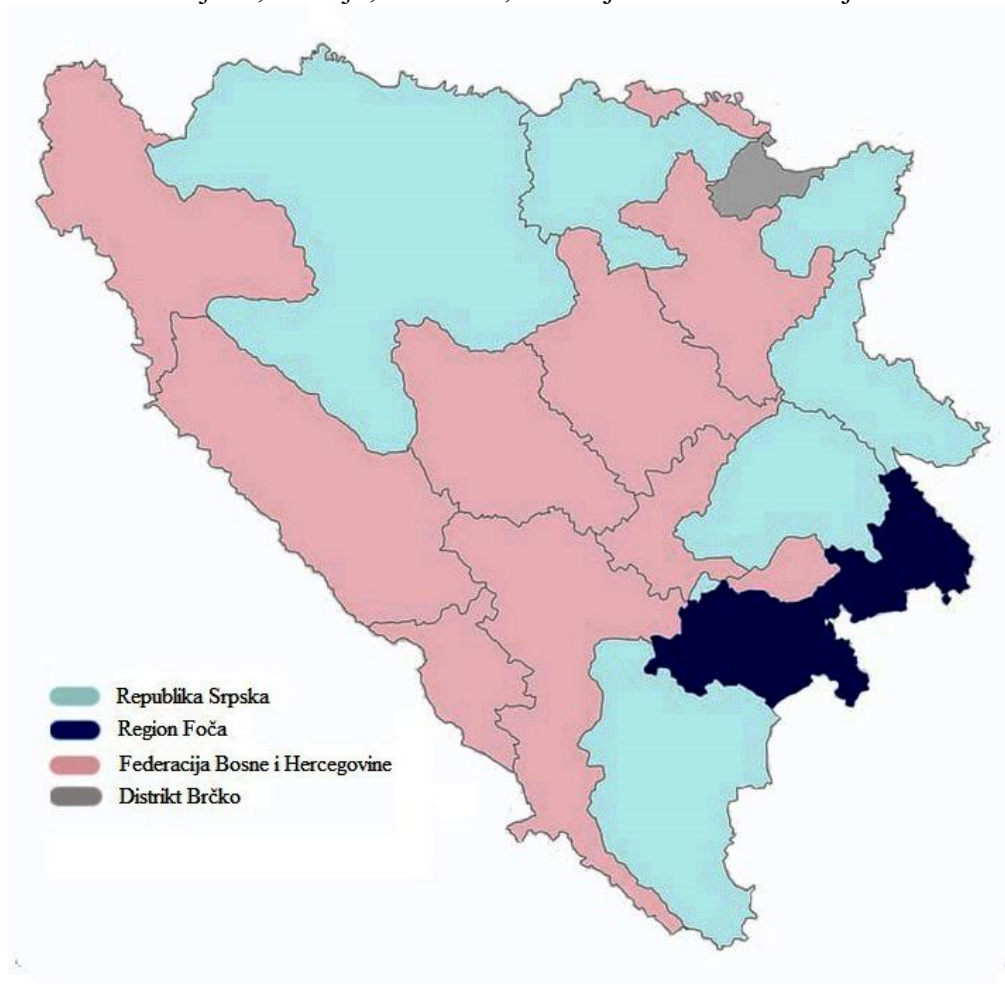 Republika Srpska
Region Foča
Federacija Bosne i Hercegovine
Distrikt Brčko